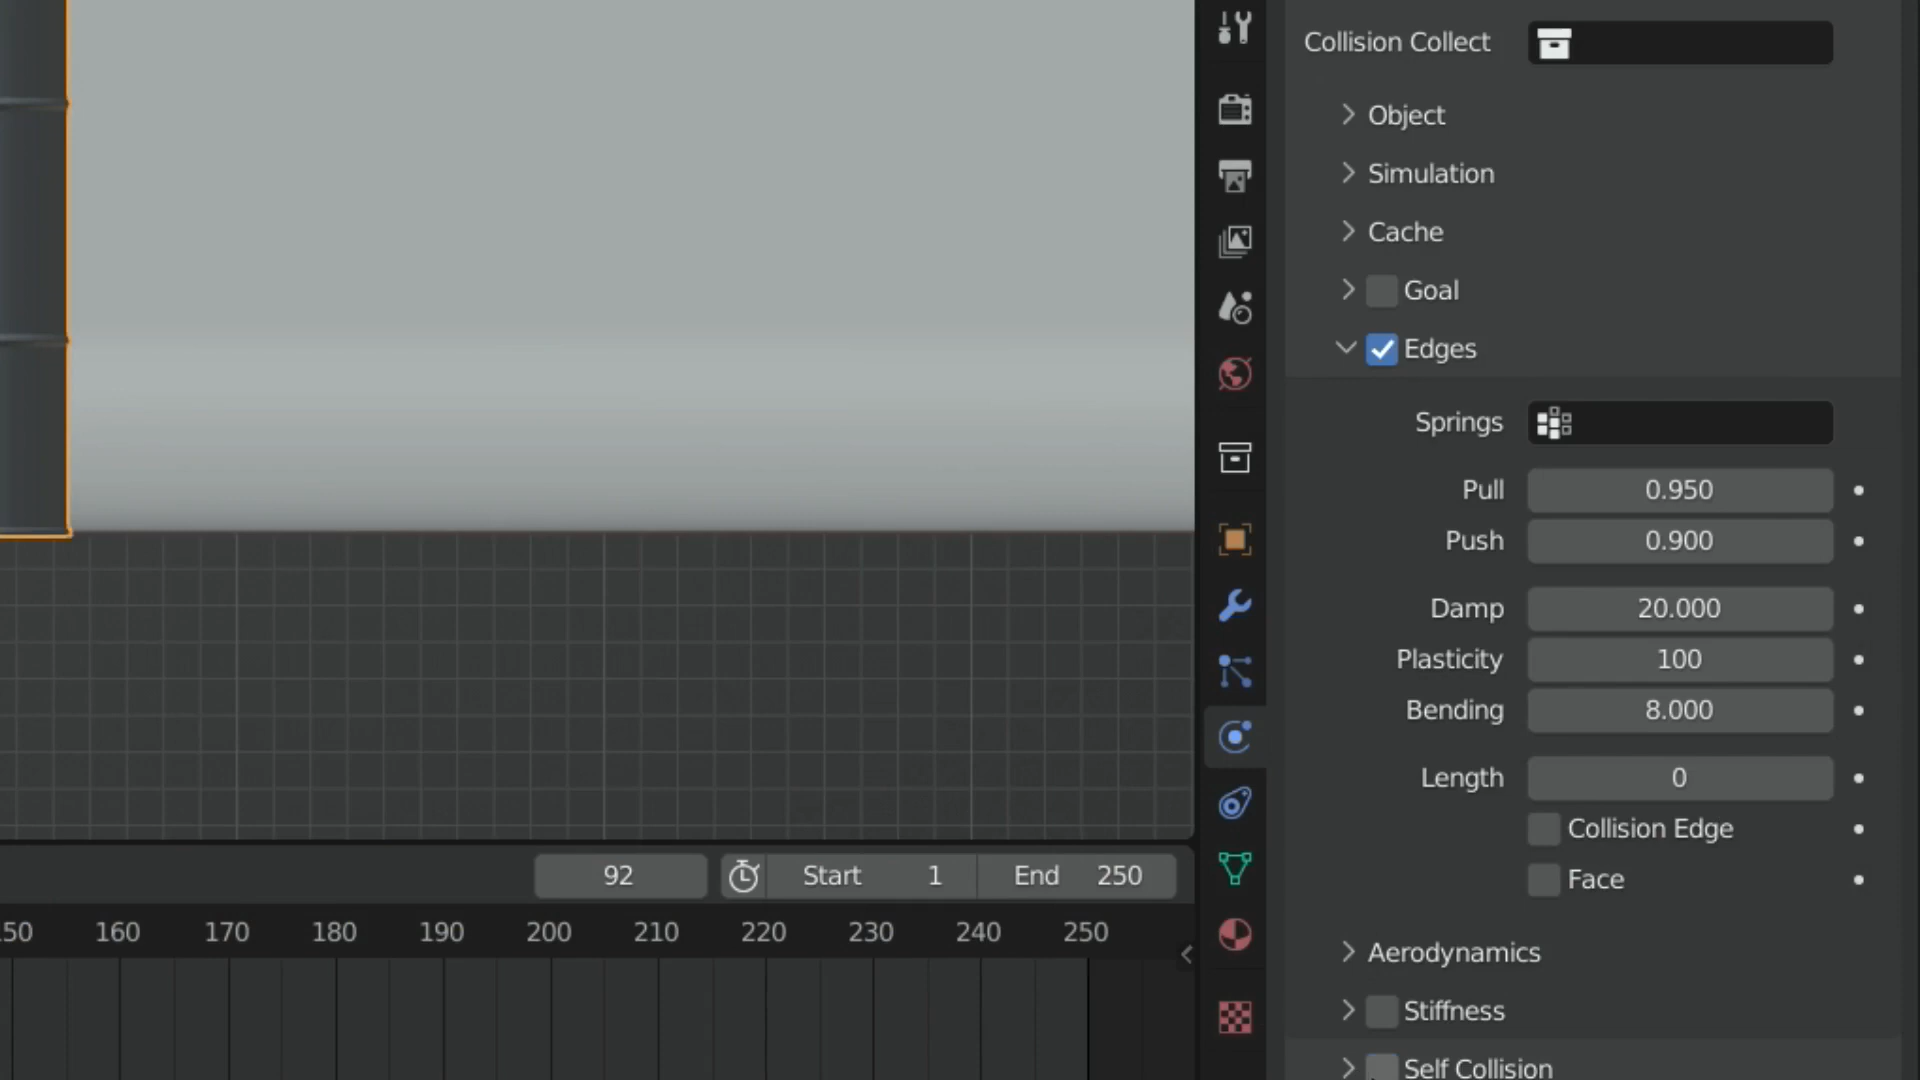 Collision Collect
Object
Simulation
Cache
Goal
Edges
Springs
Pull 0.950
Push 0.900
Damp 20.000
Plasticity 100
Bending 8.000
Length 0
Collision Edge
Face
Aerodynamics
Stiffness
Self Collision
92 Start 1 End 250
50 160 170 180 190 200 210 220 230 240 250